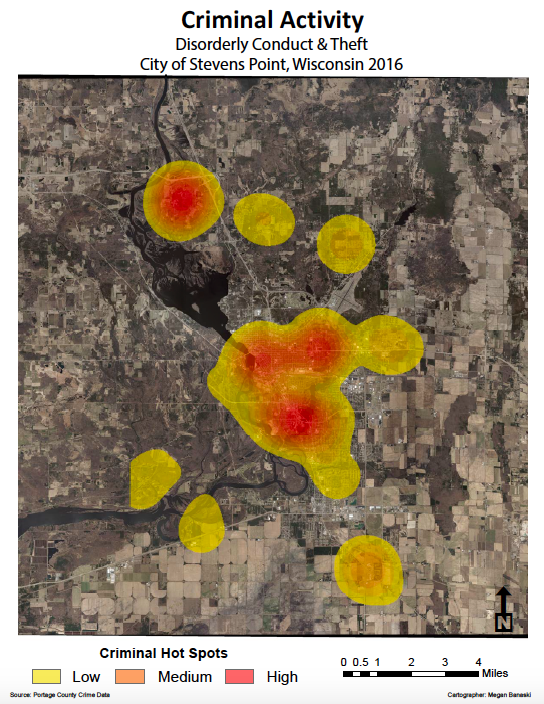 Criminal Activity
Disorderly Conduct & Theft
City of Stevens Point, Wisconsin 2016
N
Criminal Hot Spots
Low Medium High
0 0.5 1 2 3 4
Miles
Source: Portage County Crime Data
Cartographer: Megan Banaski